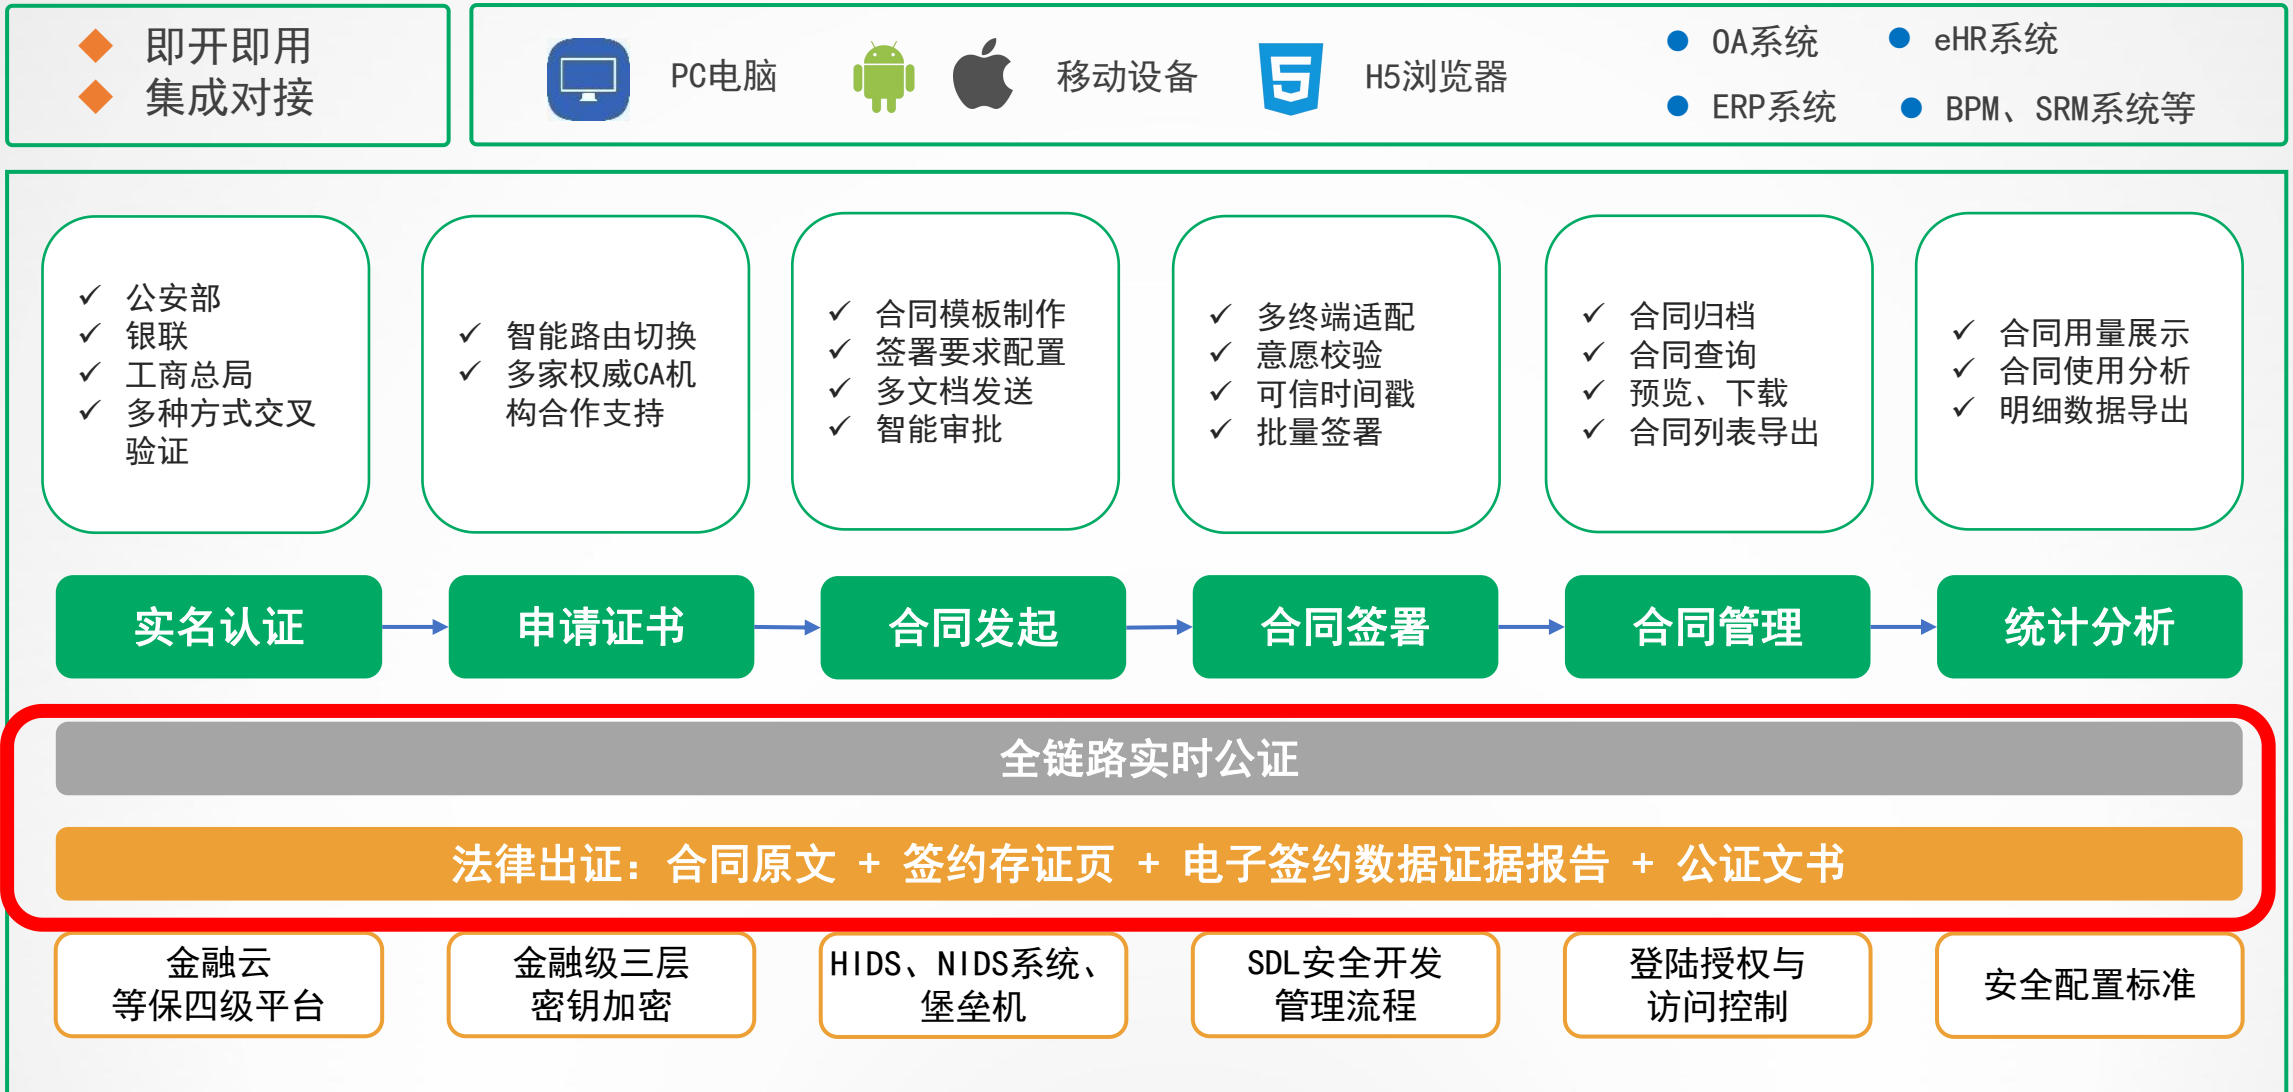 即开即用
集成对接
PC电脑
移动设备
H5浏览器
OA系统
eHR系统
ERP系统
BPM、SRM系统等
公安部
银联
工商总局
多种方式交叉
验证
智能路由切换
多家权威CA机
构合作支持
合同模板制作
签署要求配置
多文档发送
智能审批
多终端适配
意愿校验
可信时间戳
批量签署
合同归档
合同查询
预览、下载
合同列表导出
合同用量展示
合同使用分析
明细数据导出
实名认证
申请证书
合同发起
合同签署
合同管理
统计分析
全链路实时公证
法律出证：合同原文 + 签约存证页 + 电子签约数据证据报告 + 公证文书
金融云
等保四级平台
金融级三层
密钥加密
HIDS、NIDS系统、
堡垒机
SDL安全开发
管理流程
登陆授权与
访问控制
安全配置标准